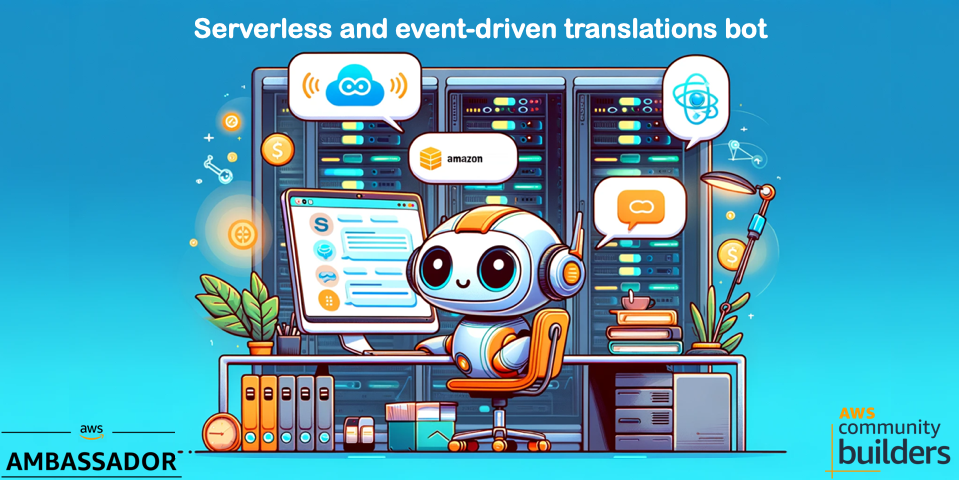 Serverless and event-driven translations bot
amazon
S
$
$
aws
AMBASSADOR
AWS
community
builders